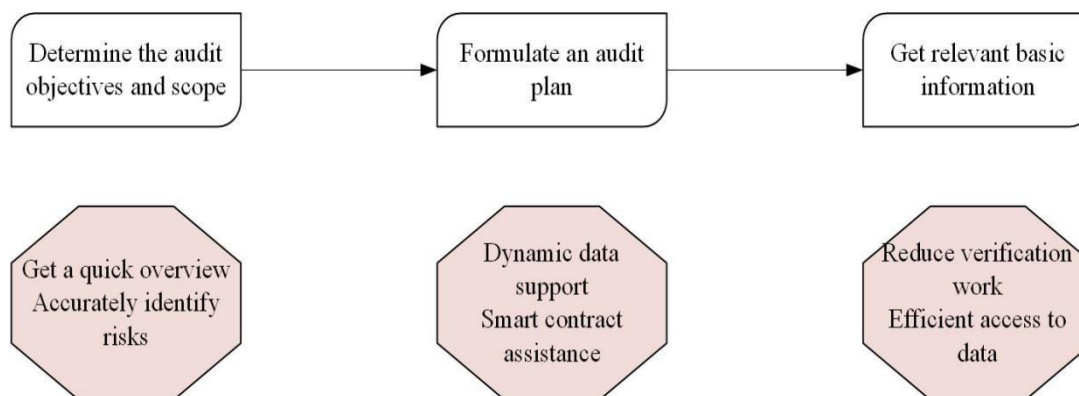 Determine the audit
objectives and scope
Formulate an audit
plan
Get relevant basic
information
Get a quick overview
Accurately identify
risks
Dynamic data
support
Smart contract
assistance
Reduce verification
work
Efficient access to
data